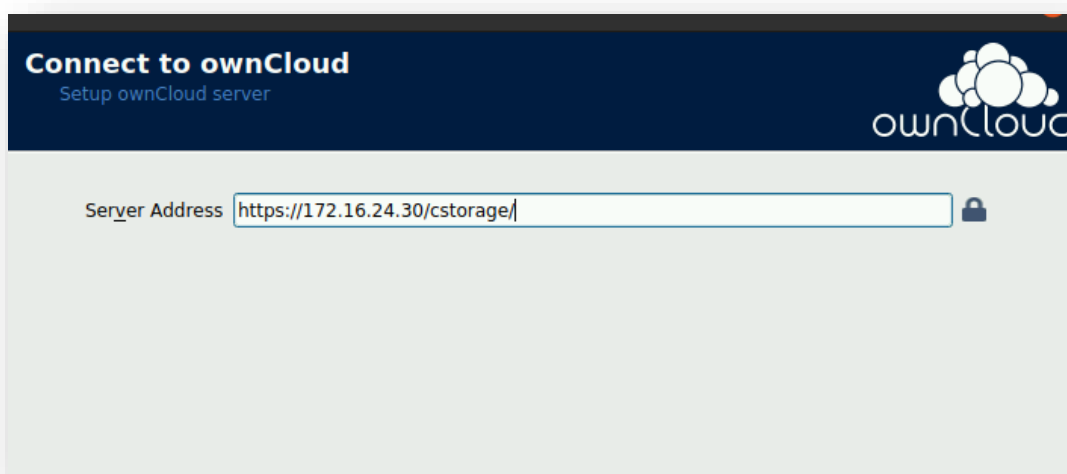 Connect to ownCloud
Setup ownCloud server
ownCloud
Server Address https://172.16.24.30/cstorage/